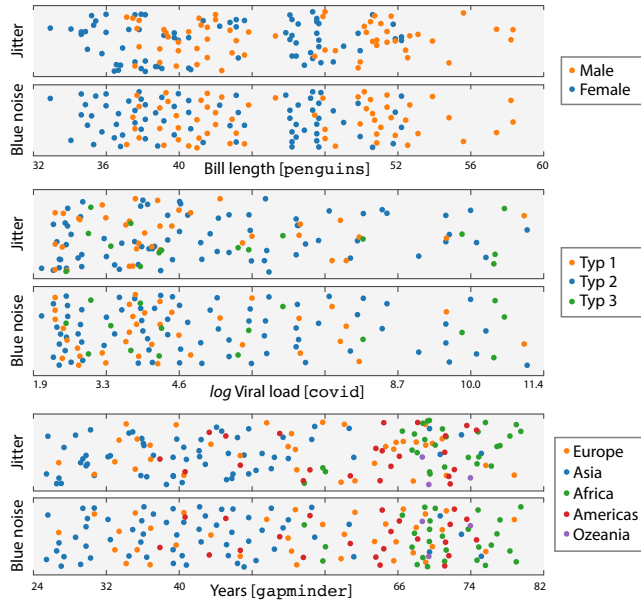 Jitter
Blue noise
32 36 40 44 48 52 56 60
Bill length [penguins]
Male
Female
Jitter
Blue noise
1.9 3.3 4.6 8.7 10.0 11.4
log Viral load [covid]
Typ 1
Typ 2
Typ 3
Jitter
Blue noise
24 32 40 66 74 82
Years [gapminder]
Europe
Asia
Africa
Americas
Ozeania